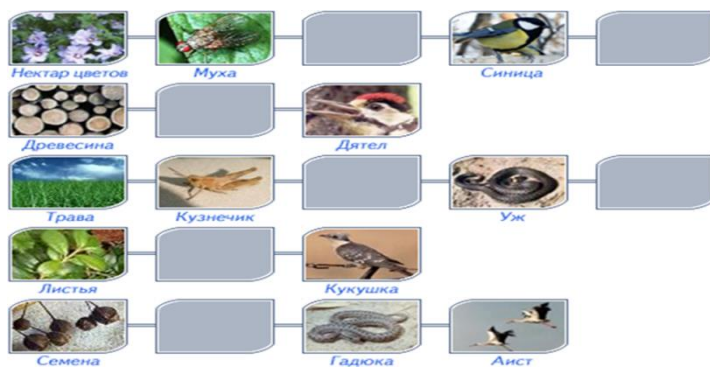 Нектар цветов Муха Синица
Древесина Дятел
Трава Кузнечик Уж
Листья Кукушка
Семена Гадюка Аист